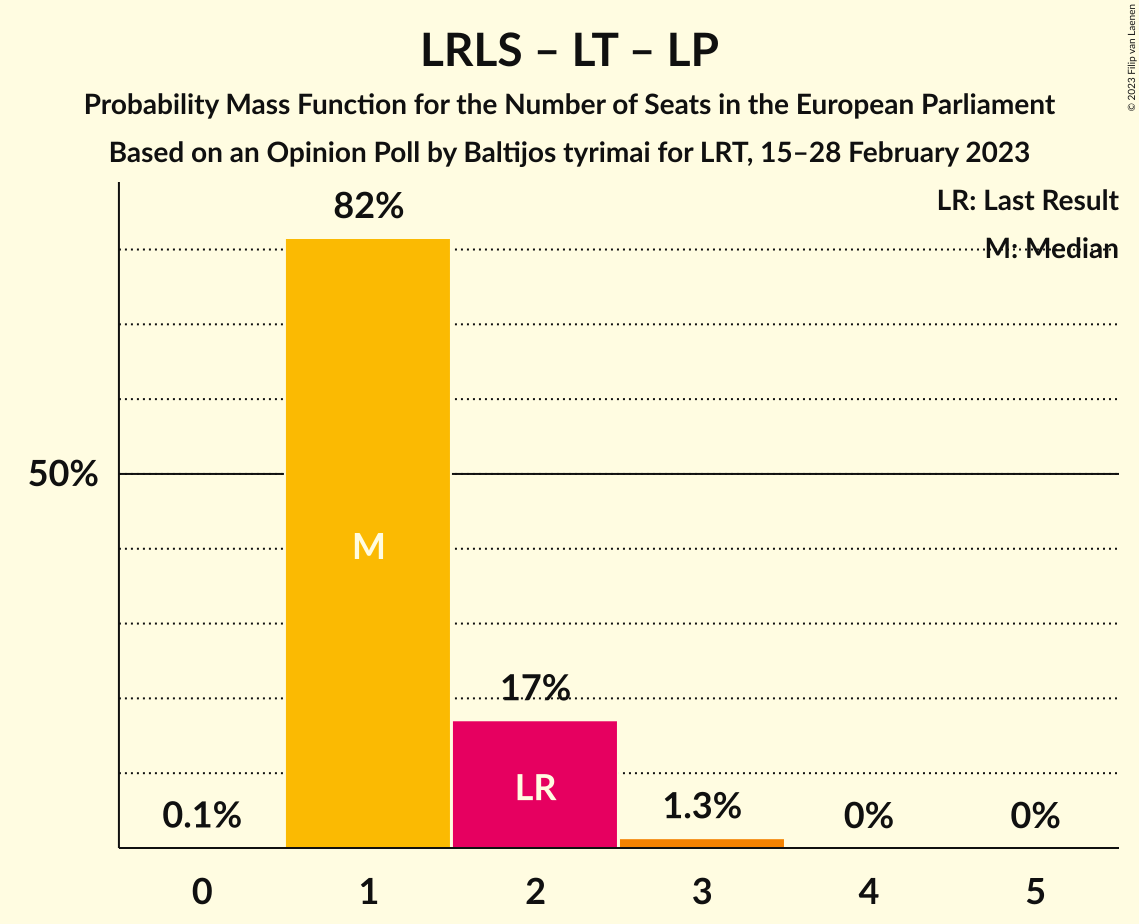 LRLS – LT – LP
Probability Mass Function for the Number of Seats in the European Parliament
Based on an Opinion Poll by Baltijos tyrimai for LRT, 15–28 February 2023
© 2023 Filip van Laenen
LR: Last Result
M: Median
82%
50%
M
17%
LR
0.1%
1.3%
0%
0%
0 1 2 3 4 5